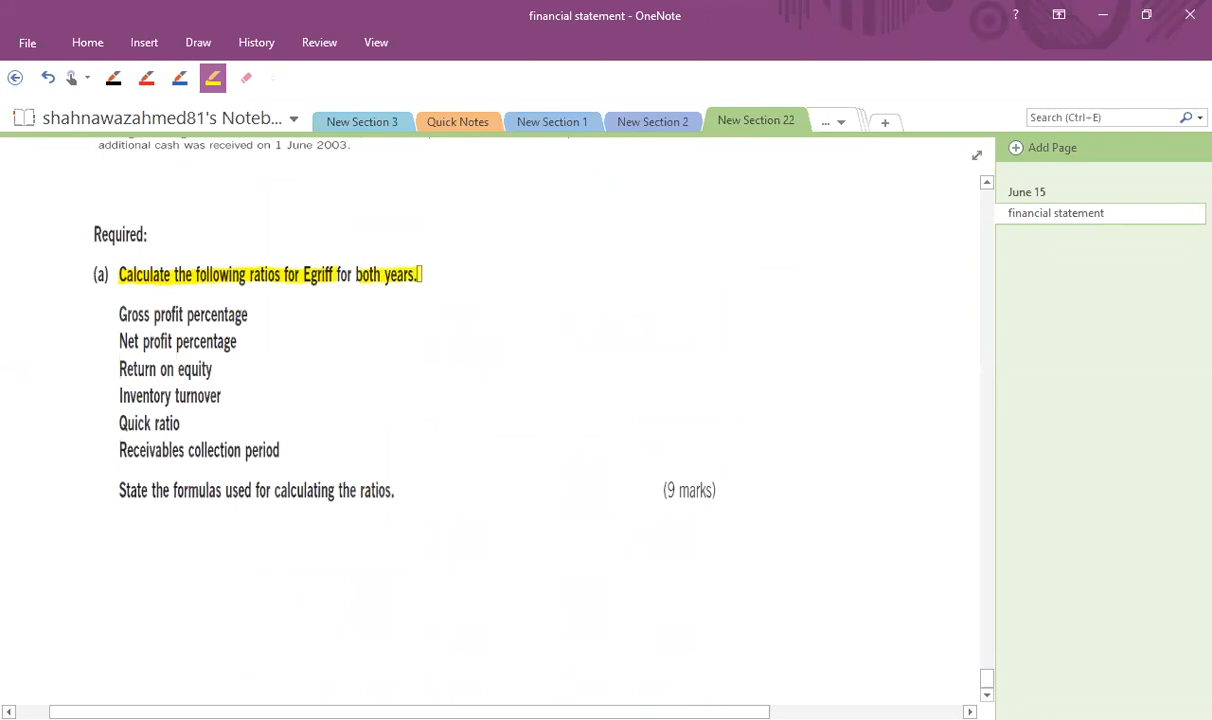 financial statement - OneNote
?
File
Home
Insert
Draw
History
Review
View
shahnawazahmed81's Noteb...
New Section 3
Quick Notes
New Section 1
New Section 2
New Section 22
...
Search (Ctrl+E)
additional cash was received on 1 June 2003.
Add Page
June 15
financial statement
Required:
(a) Calculate the following ratios for Egriff for both years.
Gross profit percentage
Net profit percentage
Return on equity
Inventory turnover
Quick ratio
Receivables collection period
State the formulas used for calculating the ratios. (9 marks)